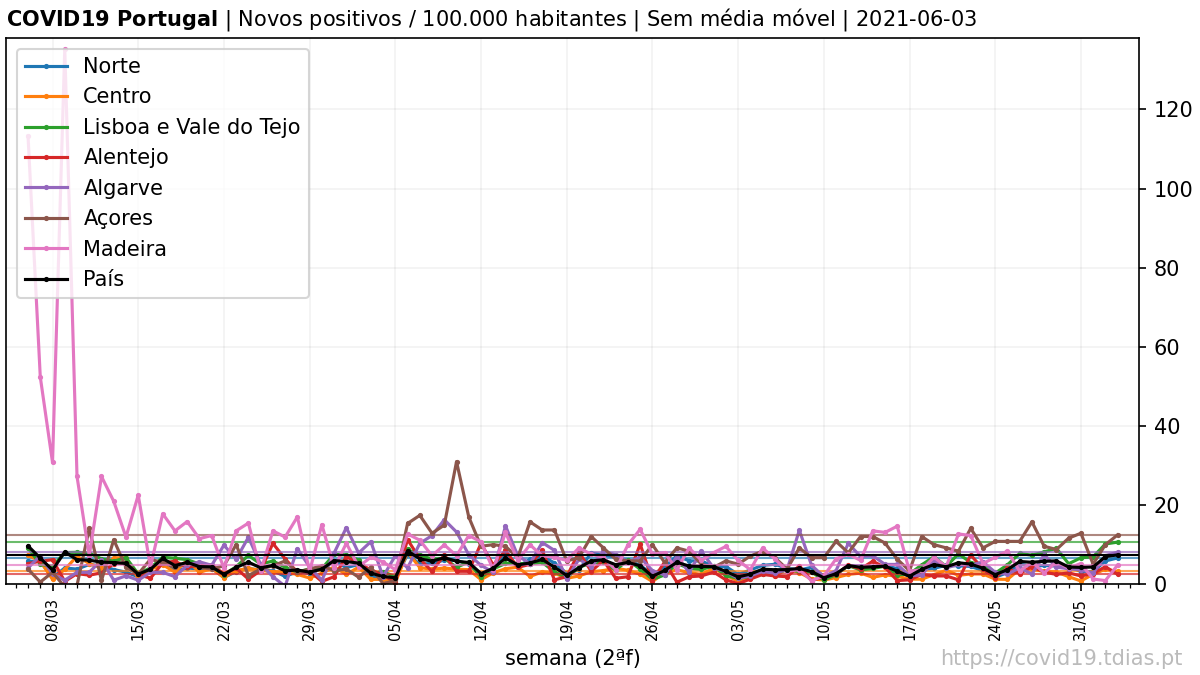 COVID19 Portugal | Novos positivos / 100.000 habitantes | Sem média móvel | 2021-06-03
Norte
Centro
Lisboa e Vale do Tejo
Alentejo
Algarve
Açores
Madeira
País
120
100
80
60
40
20
0
08/03
15/03
22/03
29/03
05/04
12/04
19/04
26/04
03/05
10/05
17/05
24/05
31/05
semana (2ªf)
https://covid19.tdias.pt